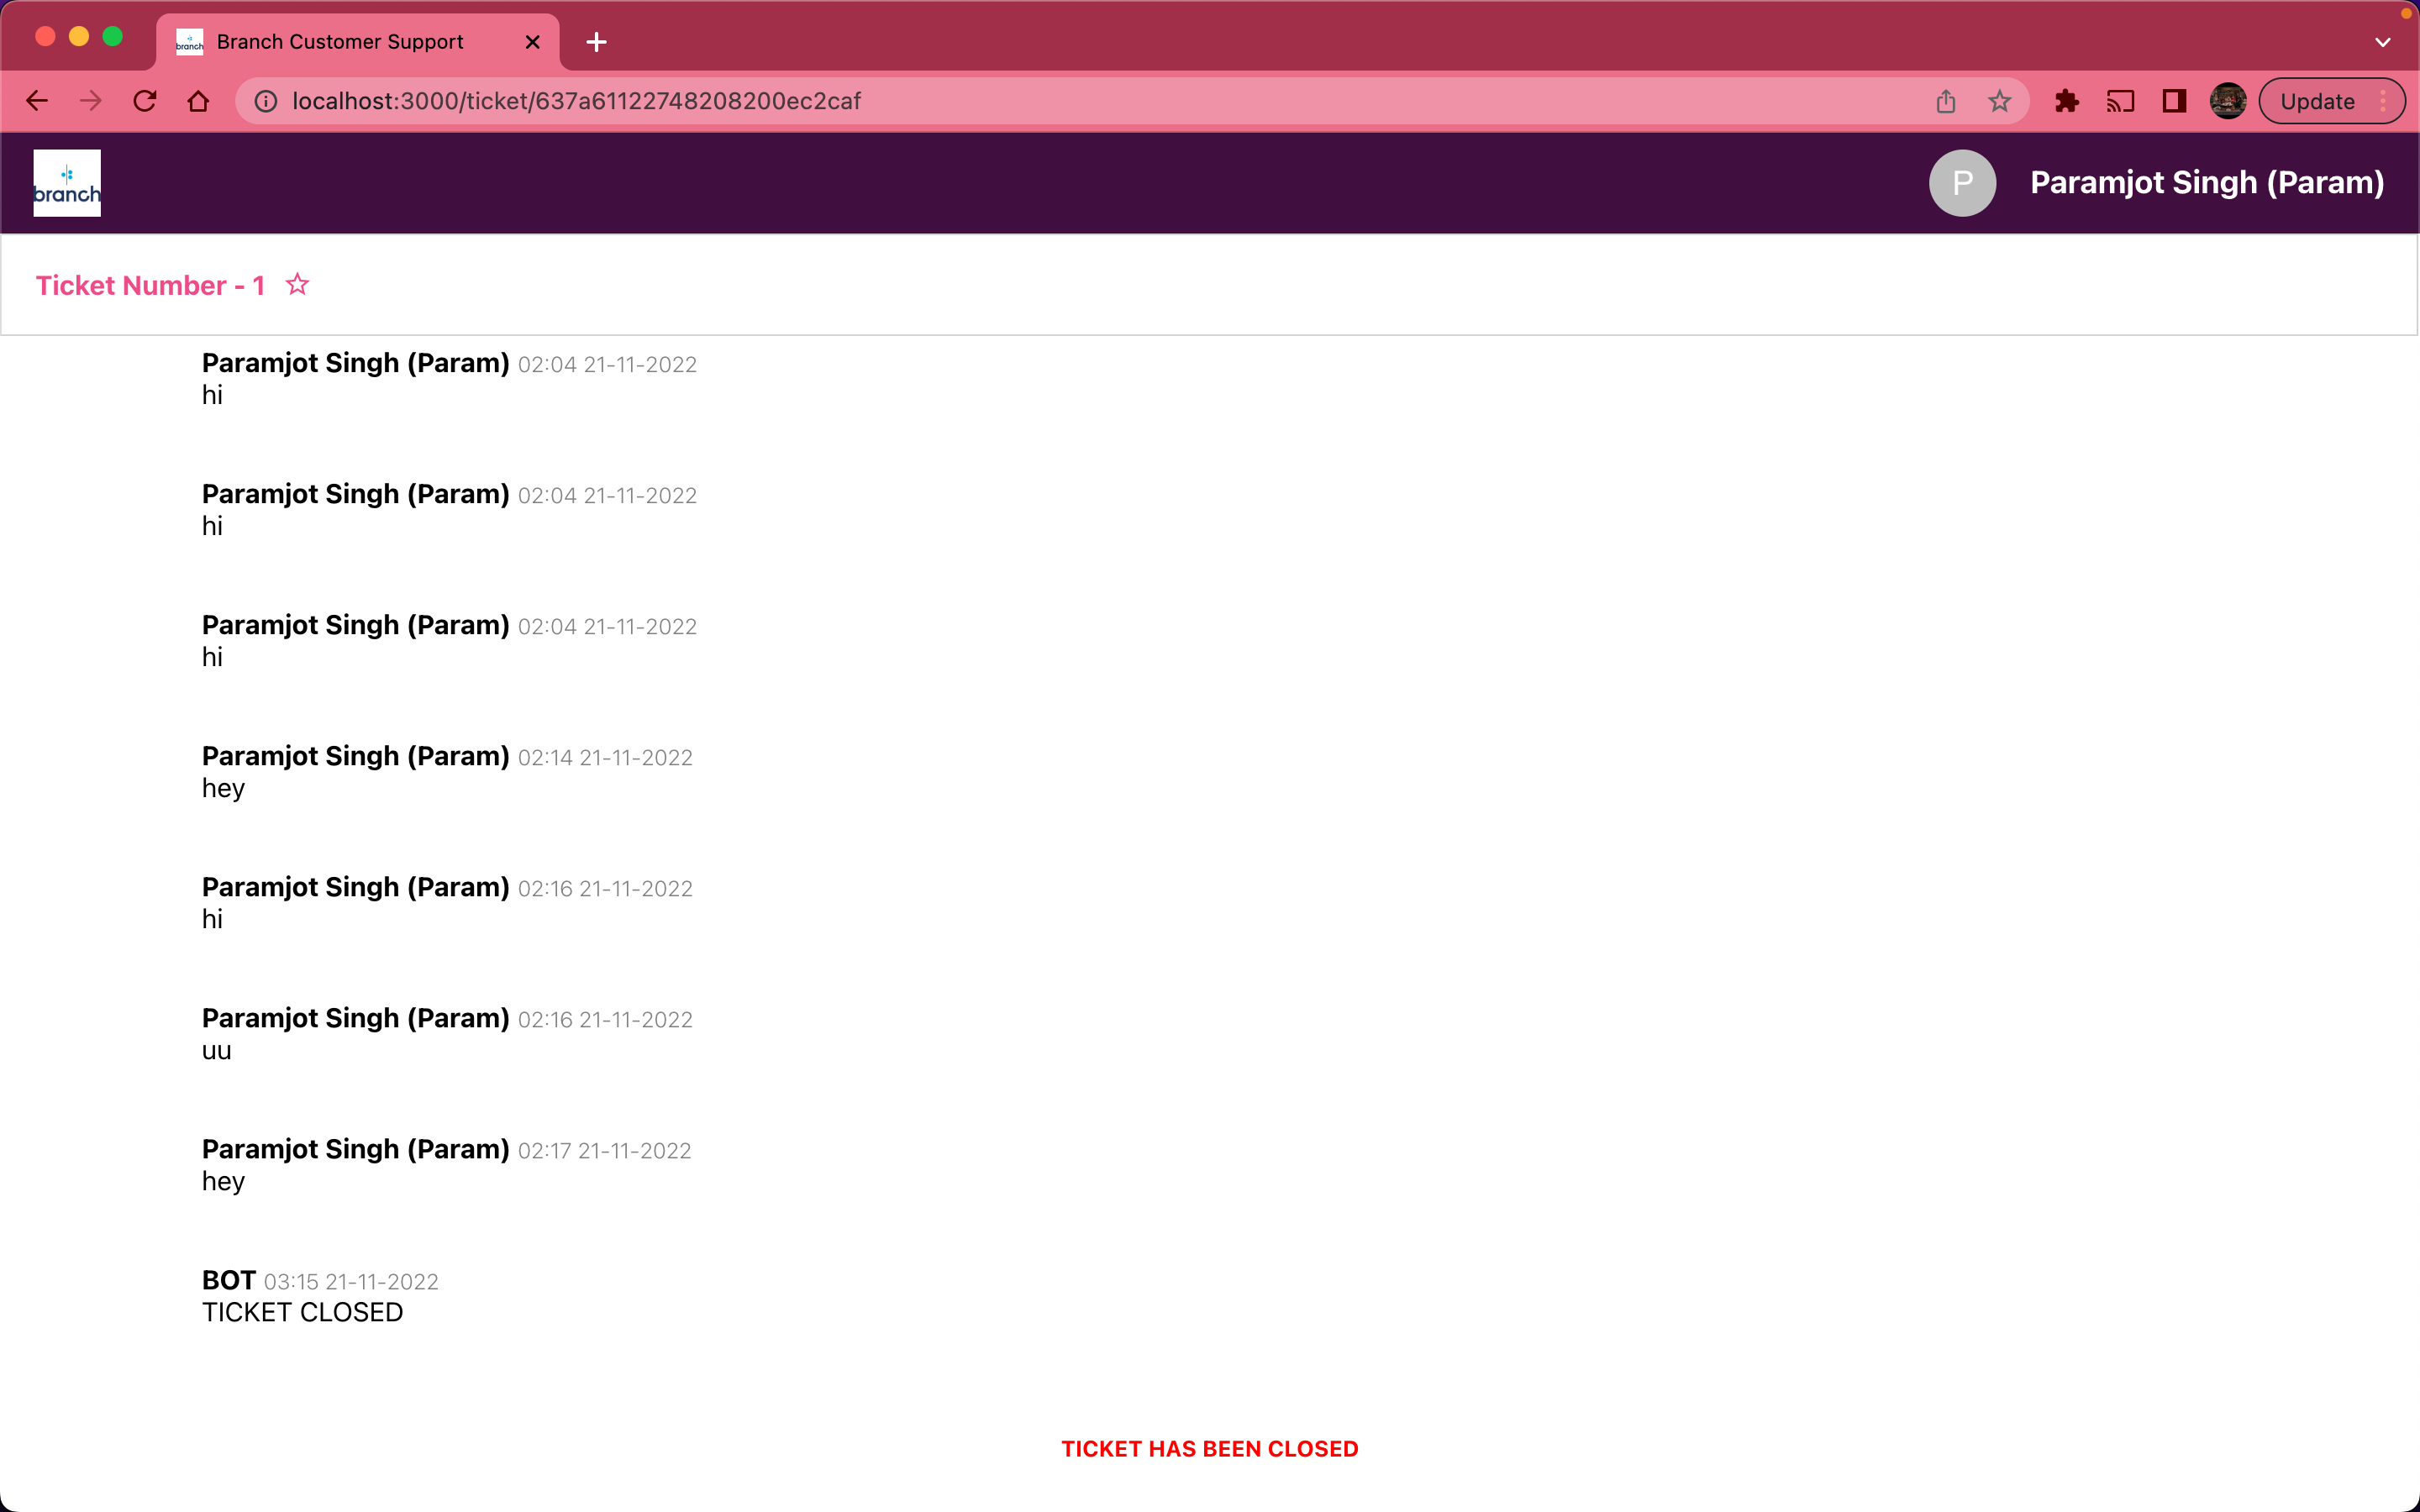 branch Branch Customer Support
localhost:3000/ticket/637a61122748208200ec2caf
Update
branch
P Paramjot Singh (Param)
Ticket Number - 1
Paramjot Singh (Param) 02:04 21-11-2022
hi
Paramjot Singh (Param) 02:04 21-11-2022
hi
Paramjot Singh (Param) 02:04 21-11-2022
hi
Paramjot Singh (Param) 02:14 21-11-2022
hey
Paramjot Singh (Param) 02:16 21-11-2022
hi
Paramjot Singh (Param) 02:16 21-11-2022
uu
Paramjot Singh (Param) 02:17 21-11-2022
hey
BOT 03:15 21-11-2022
TICKET CLOSED
TICKET HAS BEEN CLOSED